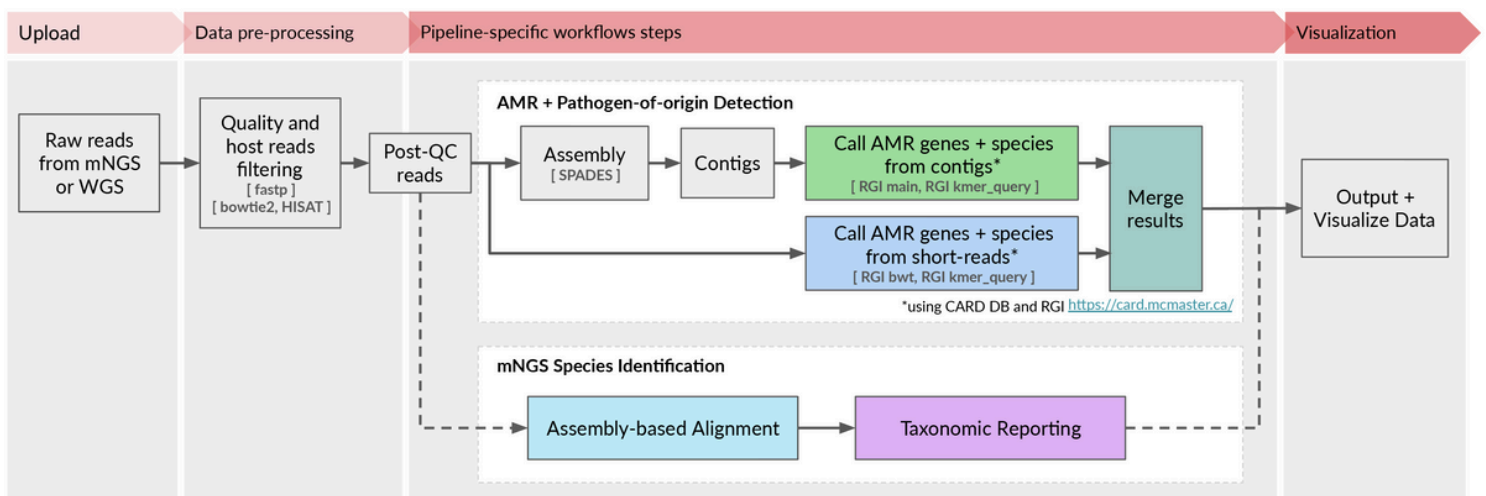 Upload
Data pre-processing
Pipeline-specific workflows steps
Visualization
Raw reads
from mNGS
or WGS
Quality and
host reads
filtering
[ fastp ]
[ bowtie2, HISAT ]
Post-QC
reads
AMR + Pathogen-of-origin Detection
Assembly
[ SPADES ]
Contigs
Call AMR genes + species
from contigs*
[ RGI main, RGI kmer_query ]
Call AMR genes + species
from short-reads*
[ RGI bwt, RGI kmer_query ]
Merge
results
*using CARD DB and RGI https://card.mcmaster.ca/
mNGS Species Identification
Assembly-based Alignment
Taxonomic Reporting
Output +
Visualize Data